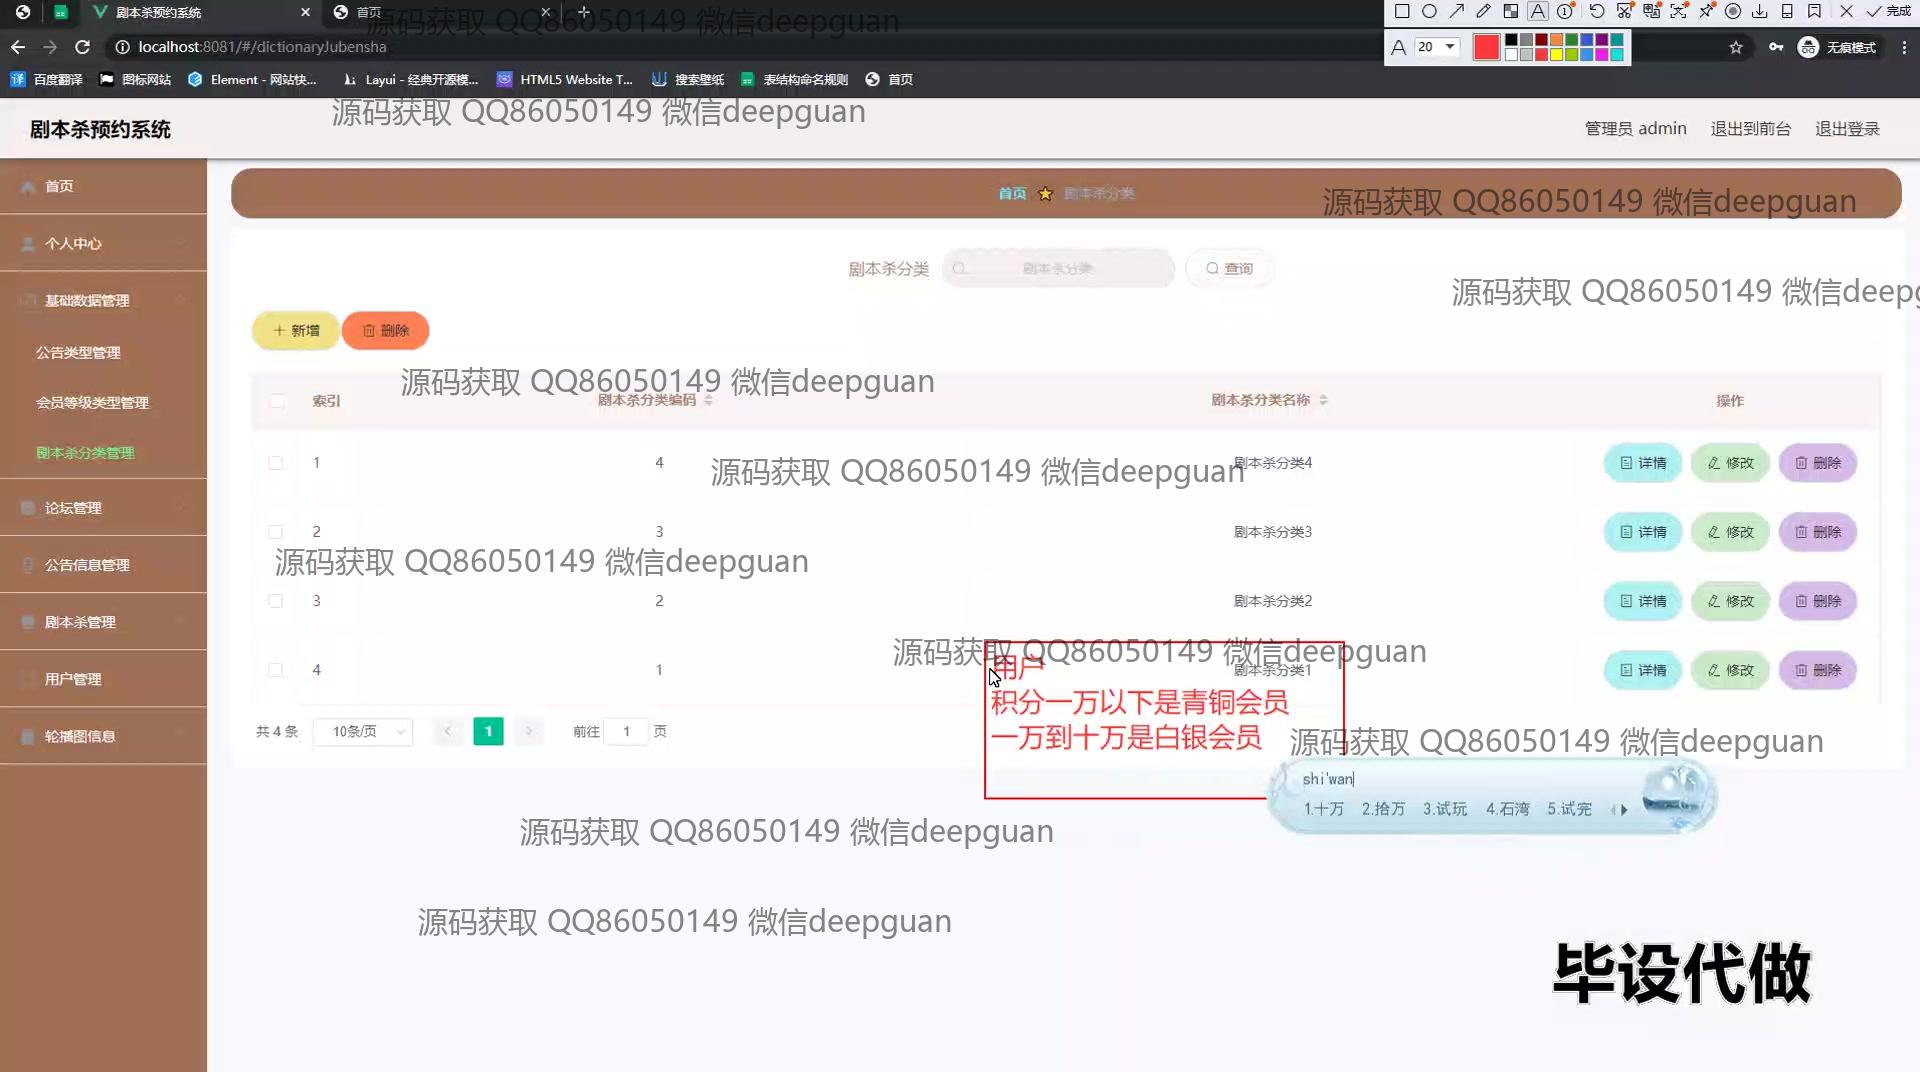 剧本杀预约系统
首页
源码获取 QQ86050149 微信deepguan
20
完成
localhost:8081/#/dictionaryJubensha
无痕模式
百度翻译
图标网站
Element - 网站快...
Layui - 经典开源模...
HTML5 Website T...
搜索壁纸
表结构命名规则
首页
源码获取 QQ86050149 微信deepguan
剧本杀预约系统
管理员 admin
退出到前台
退出登录
首页
个人中心
基础数据管理
公告类型管理
会员等级类型管理
剧本杀分类管理
论坛管理
公告信息管理
剧本杀管理
用户管理
轮播图信息
首页
剧本杀分类
源码获取 QQ86050149 微信deepguan
剧本杀分类
剧本杀分类
查询
源码获取 QQ86050149 微信deepg
新增
删除
源码获取 QQ86050149 微信deepguan
索引
剧本杀分类编码
剧本杀分类名称
操作
1
4
源码获取 QQ86050149 微信deepguan
剧本杀分类4
详情
修改
删除
2
3
剧本杀分类3
详情
修改
删除
源码获取 QQ86050149 微信deepguan
3
2
剧本杀分类2
详情
修改
删除
源码获取 QQ86050149 微信deepguan
4
1
剧本杀分类1
详情
修改
删除
用户
积分一万以下是青铜会员
一万到十万是白银会员
共 4 条
10条/页
1
前往
1
页
源码获取 QQ86050149 微信deepguan
shi'wan
1.十万 2.拾万 3.试玩 4.石湾 5.试完
源码获取 QQ86050149 微信deepguan
源码获取 QQ86050149 微信deepguan
毕设代做